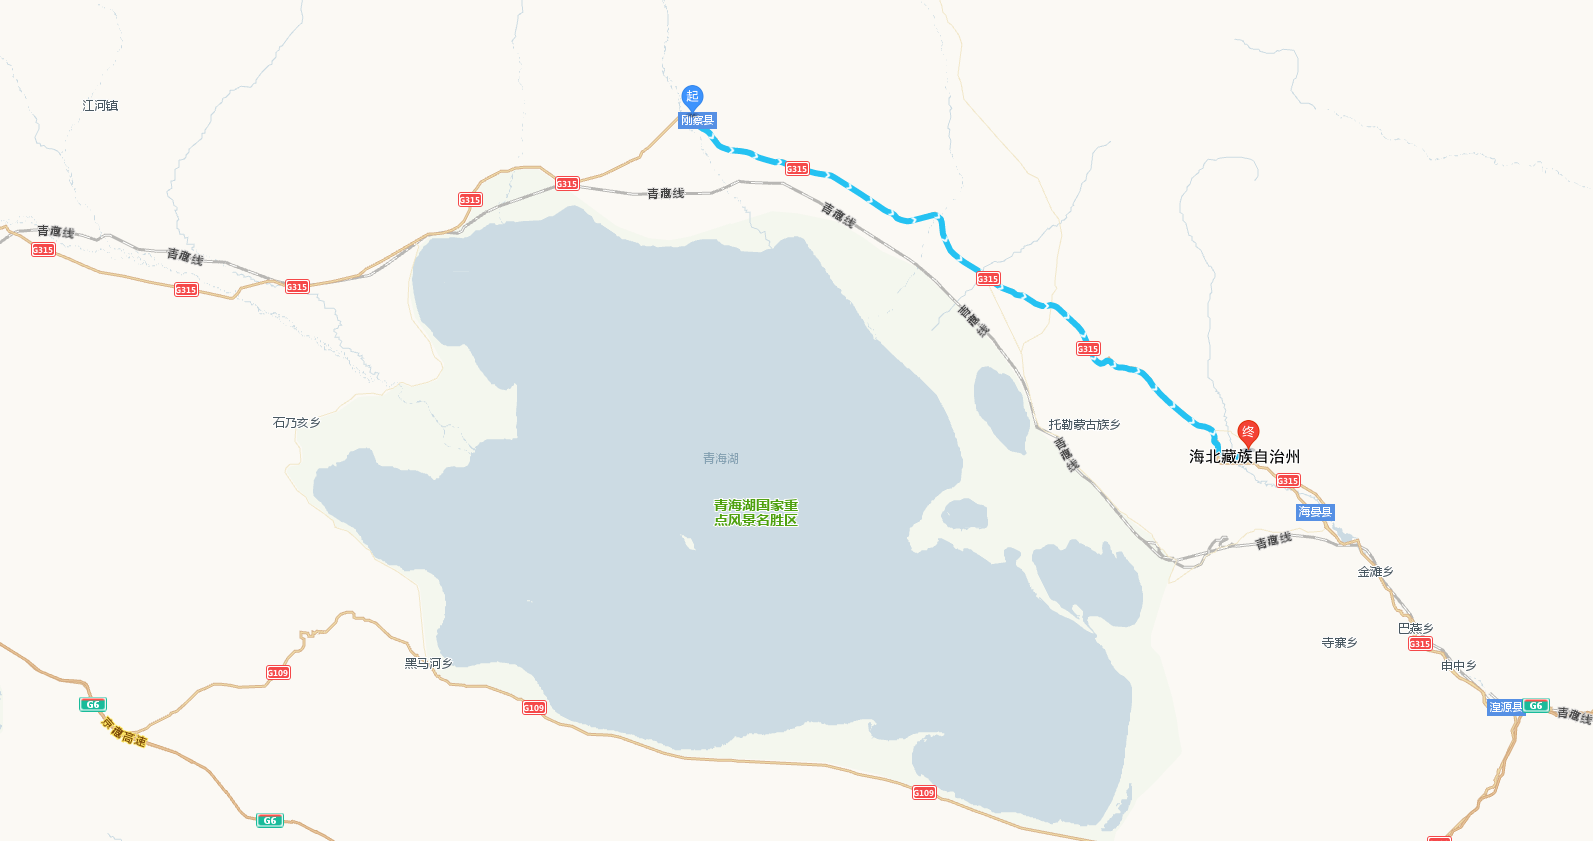 起
江河镇
刚察县
G315
G315
青藏线
G315
青藏线
青藏线
G315
青藏线
G315
G315
G315
青藏线
G315
石乃亥乡
托勒蒙古族乡
终
青藏线
海北藏族自治州
青海湖
G315
青海湖国家重
点风景名胜区
海晏县
青藏线
金滩乡
巴燕乡
寺寨乡
G315
黑马河乡
申中乡
G109
G6
G109
湟源县
G6
青藏线
京藏高速
G109
G6